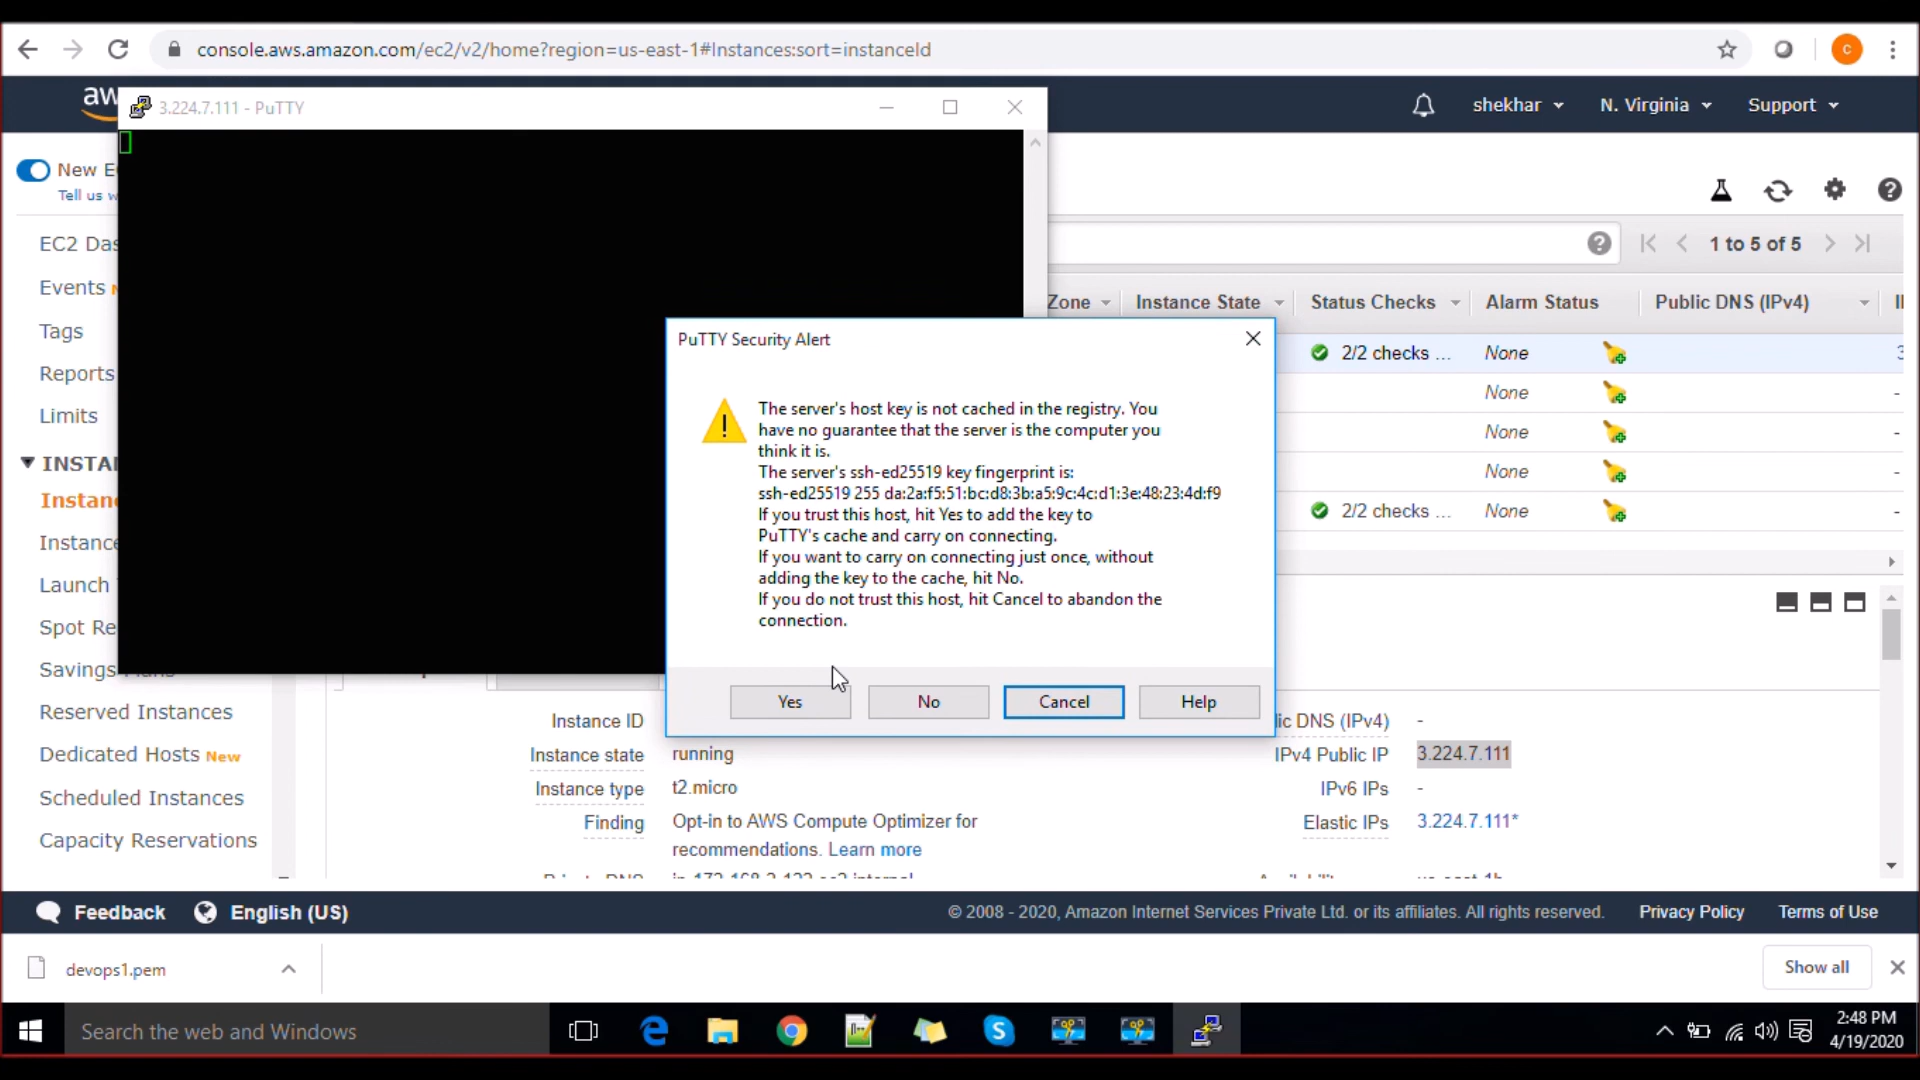 console.aws.amazon.com/ec2/v2/home?region=us-east-1#Instances:sort=instanceId
C
aw
3.224.7.111 - PuTTY
shekhar
N. Virginia
Support
New E
Tell us w
EC2 Das
Events
Tags
Reports
Limits
INSTA
Instan
Instance
Launch
Spot Re
Savings
Reserved Instances
Dedicated Hosts New
Scheduled Instances
Capacity Reservations
1 to 5 of 5
Zone
Instance State
Status Checks
Alarm Status
Public DNS (IPv4)
2/2 checks ...
None
None
-
None
-
None
-
2/2 checks ...
None
-
PuTTY Security Alert
The server's host key is not cached in the registry. You
have no guarantee that the server is the computer you
think it is.
The server's ssh-ed25519 key fingerprint is:
ssh-ed25519 255 da:2a:f5:51:bc:d8:3b:a5:9c:4c:d1:3e:48:23:4d:f9
If you trust this host, hit Yes to add the key to
PuTTY's cache and carry on connecting.
If you want to carry on connecting just once, without
adding the key to the cache, hit No.
If you do not trust this host, hit Cancel to abandon the
connection.
Yes
No
Cancel
Help
Instance ID
Instance state
running
Instance type
t2.micro
Finding
Opt-in to AWS Compute Optimizer for
recommendations. Learn more
ic DNS (IPv4)
-
IPv4 Public IP
3.224.7.111
IPv6 IPs
-
Elastic IPs
3.224.7.111*
Feedback
English (US)
© 2008 - 2020, Amazon Internet Services Private Ltd. or its affiliates. All rights reserved.
Privacy Policy
Terms of Use
devops1.pem
Show all
Search the web and Windows
2:48 PM
4/19/2020